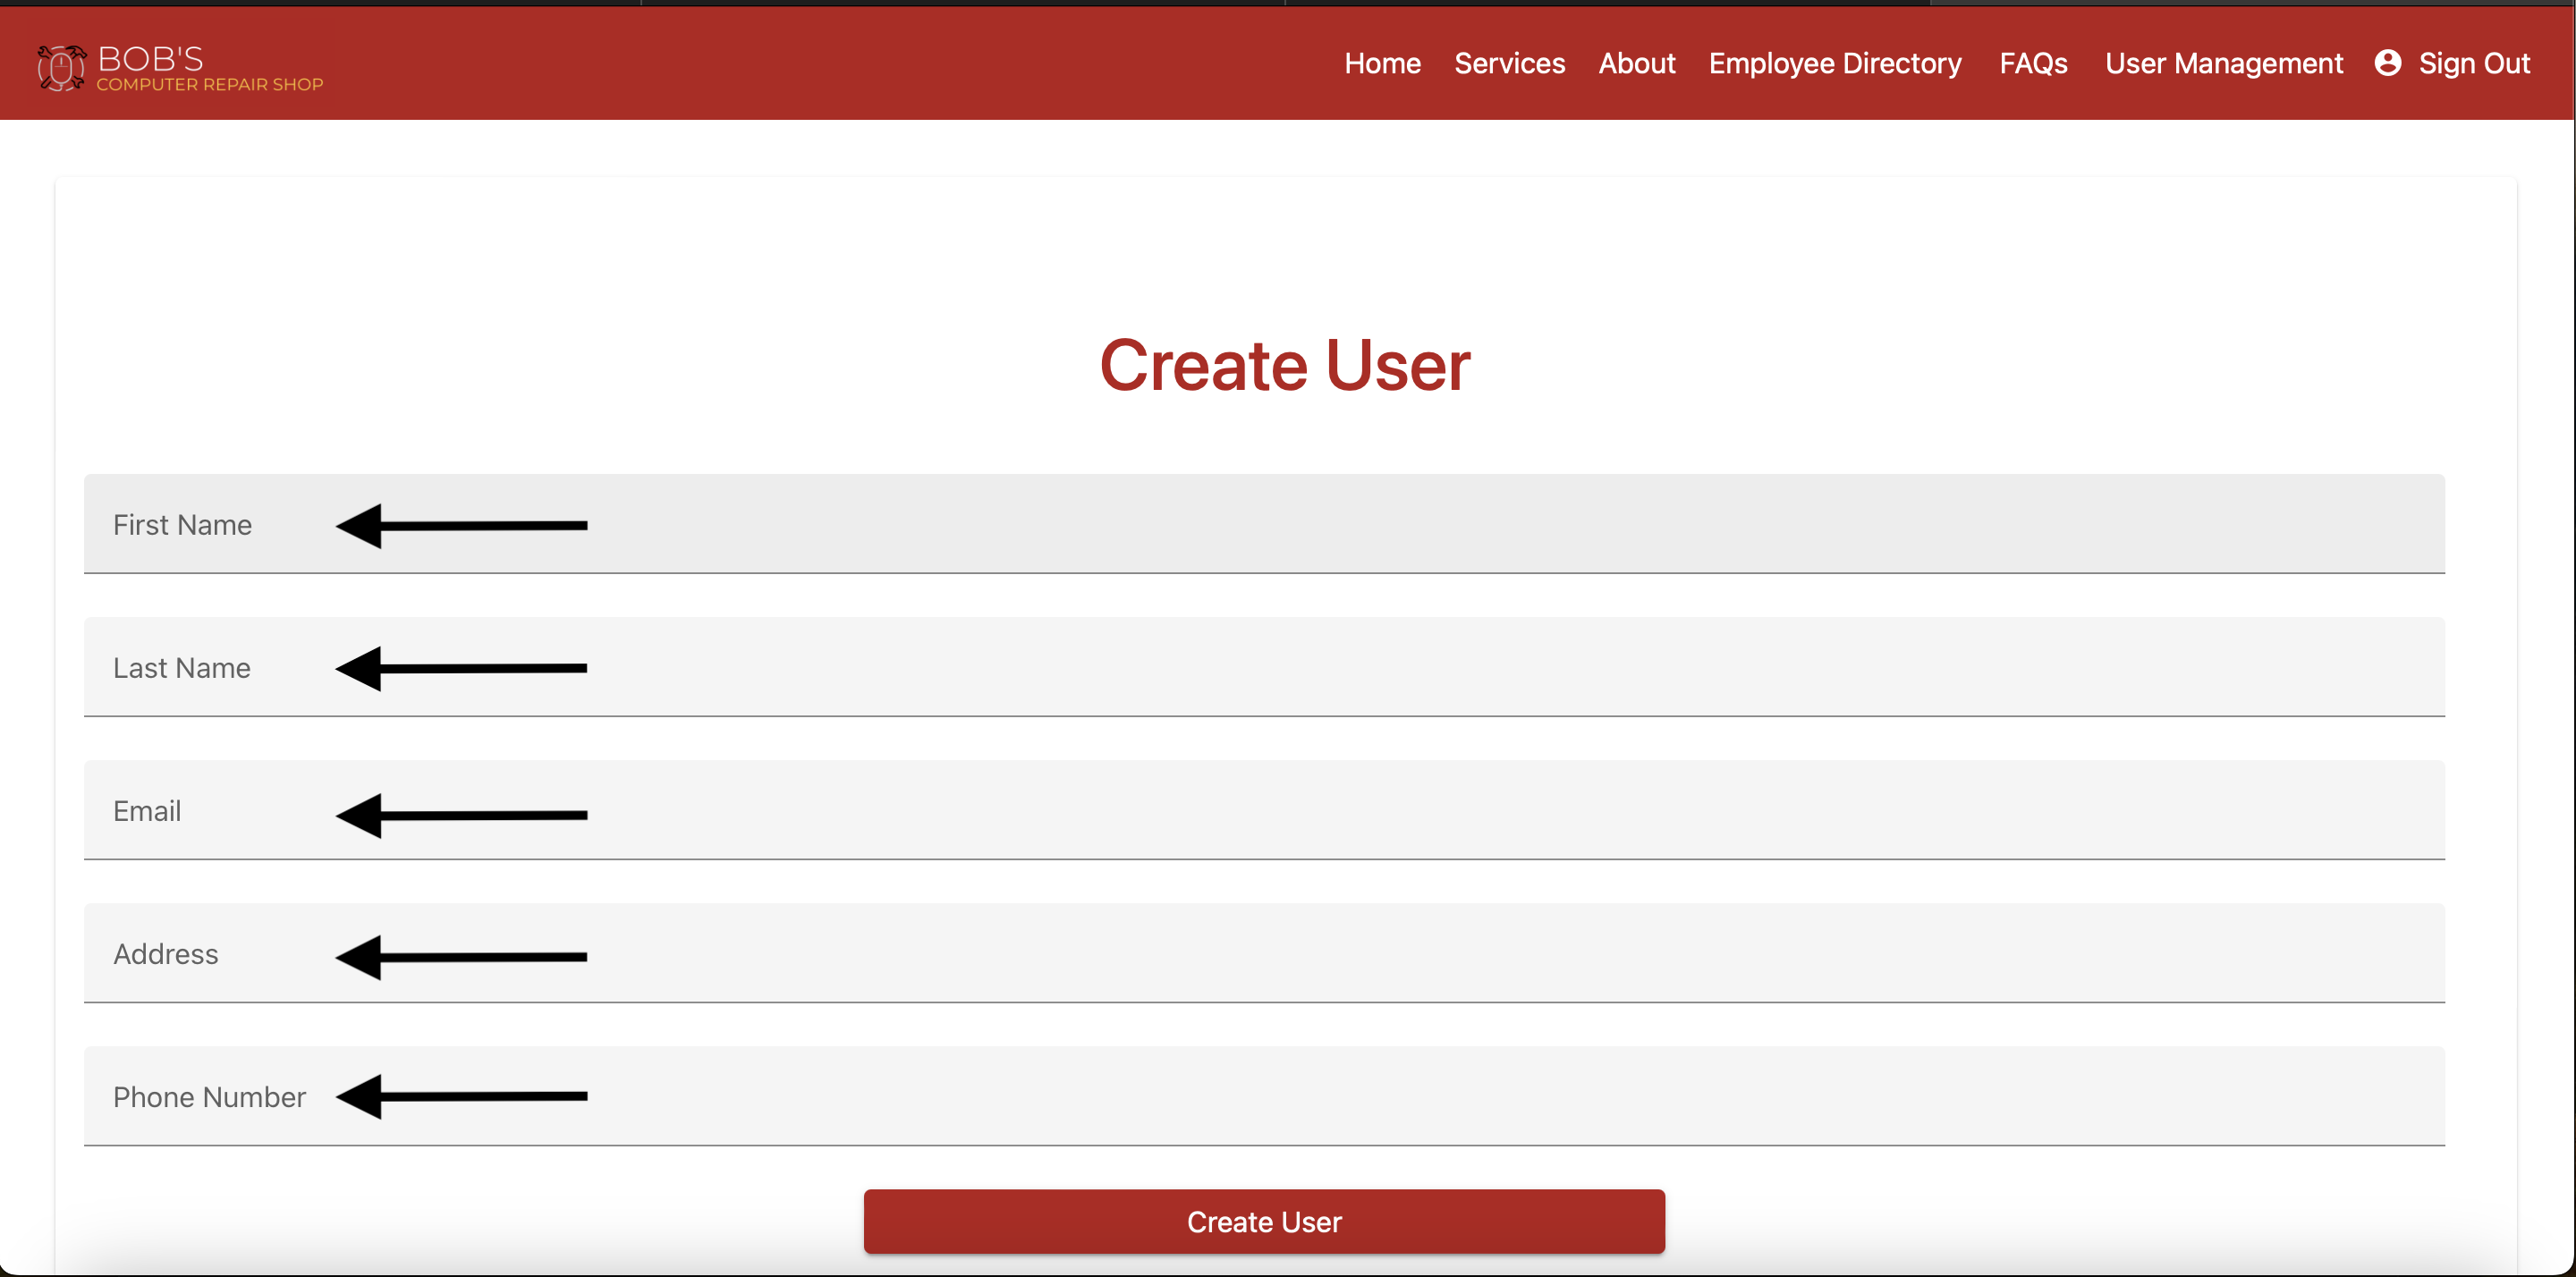 BOB'S
COMPUTER REPAIR SHOP
Home Services About Employee Directory FAQs User Management Sign Out
Create User
First Name
Last Name
Email
Address
Phone Number
Create User